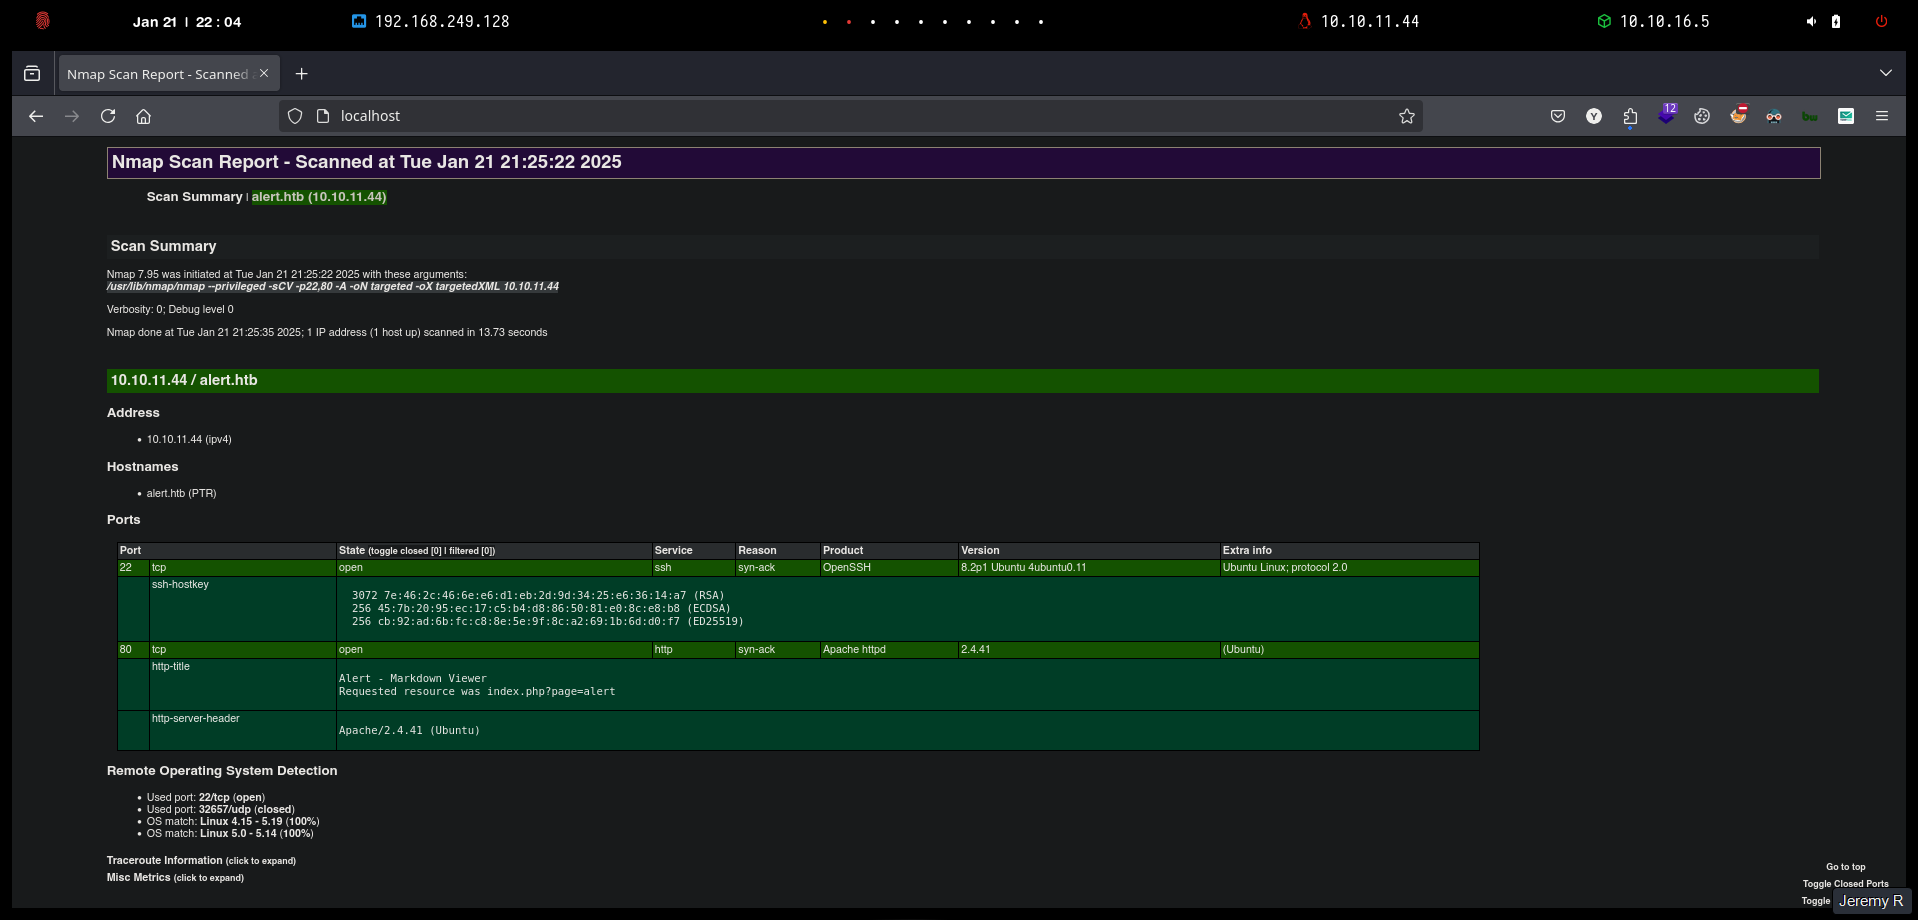 Jan 21 | 22 : 04 192.168.249.128 10.10.11.44 10.10.16.5
Nmap Scan Report - Scanned
localhost
12
Y
bw
Nmap Scan Report - Scanned at Tue Jan 21 21:25:22 2025
Scan Summary | alert.htb (10.10.11.44)
Scan Summary
Nmap 7.95 was initiated at Tue Jan 21 21:25:22 2025 with these arguments:
/usr/lib/nmap/nmap --privileged -sCV -p22,80 -A -oN targeted -oX targetedXML 10.10.11.44
Verbosity: 0; Debug level 0
Nmap done at Tue Jan 21 21:25:35 2025; 1 IP address (1 host up) scanned in 13.73 seconds
10.10.11.44 / alert.htb
Address
• 10.10.11.44 (ipv4)
Hostnames
• alert.htb (PTR)
Ports
Port State (toggle closed [0] | filtered [0]) Service Reason Product Version Extra info
22 tcp open ssh syn-ack OpenSSH 8.2p1 Ubuntu 4ubuntu0.11 Ubuntu Linux; protocol 2.0
ssh-hostkey
3072 7e:46:2c:46:6e:e6:d1:eb:2d:9d:34:25:e6:36:14:a7 (RSA)
256 45:7b:20:95:ec:17:c5:b4:d8:86:50:81:e0:8c:e8:b8 (ECDSA)
256 cb:92:ad:6b:fc:c8:8e:5e:9f:8c:a2:69:1b:6d:d0:f7 (ED25519)
80 tcp open http syn-ack Apache httpd 2.4.41 (Ubuntu)
http-title
Alert - Markdown Viewer
Requested resource was index.php?page=alert
http-server-header
Apache/2.4.41 (Ubuntu)
Remote Operating System Detection
• Used port: 22/tcp (open)
• Used port: 32657/udp (closed)
• OS match: Linux 4.15 - 5.19 (100%)
• OS match: Linux 5.0 - 5.14 (100%)
Traceroute Information (click to expand)
Misc Metrics (click to expand)
Go to top
Toggle Closed Ports
Toggle
Jeremy R